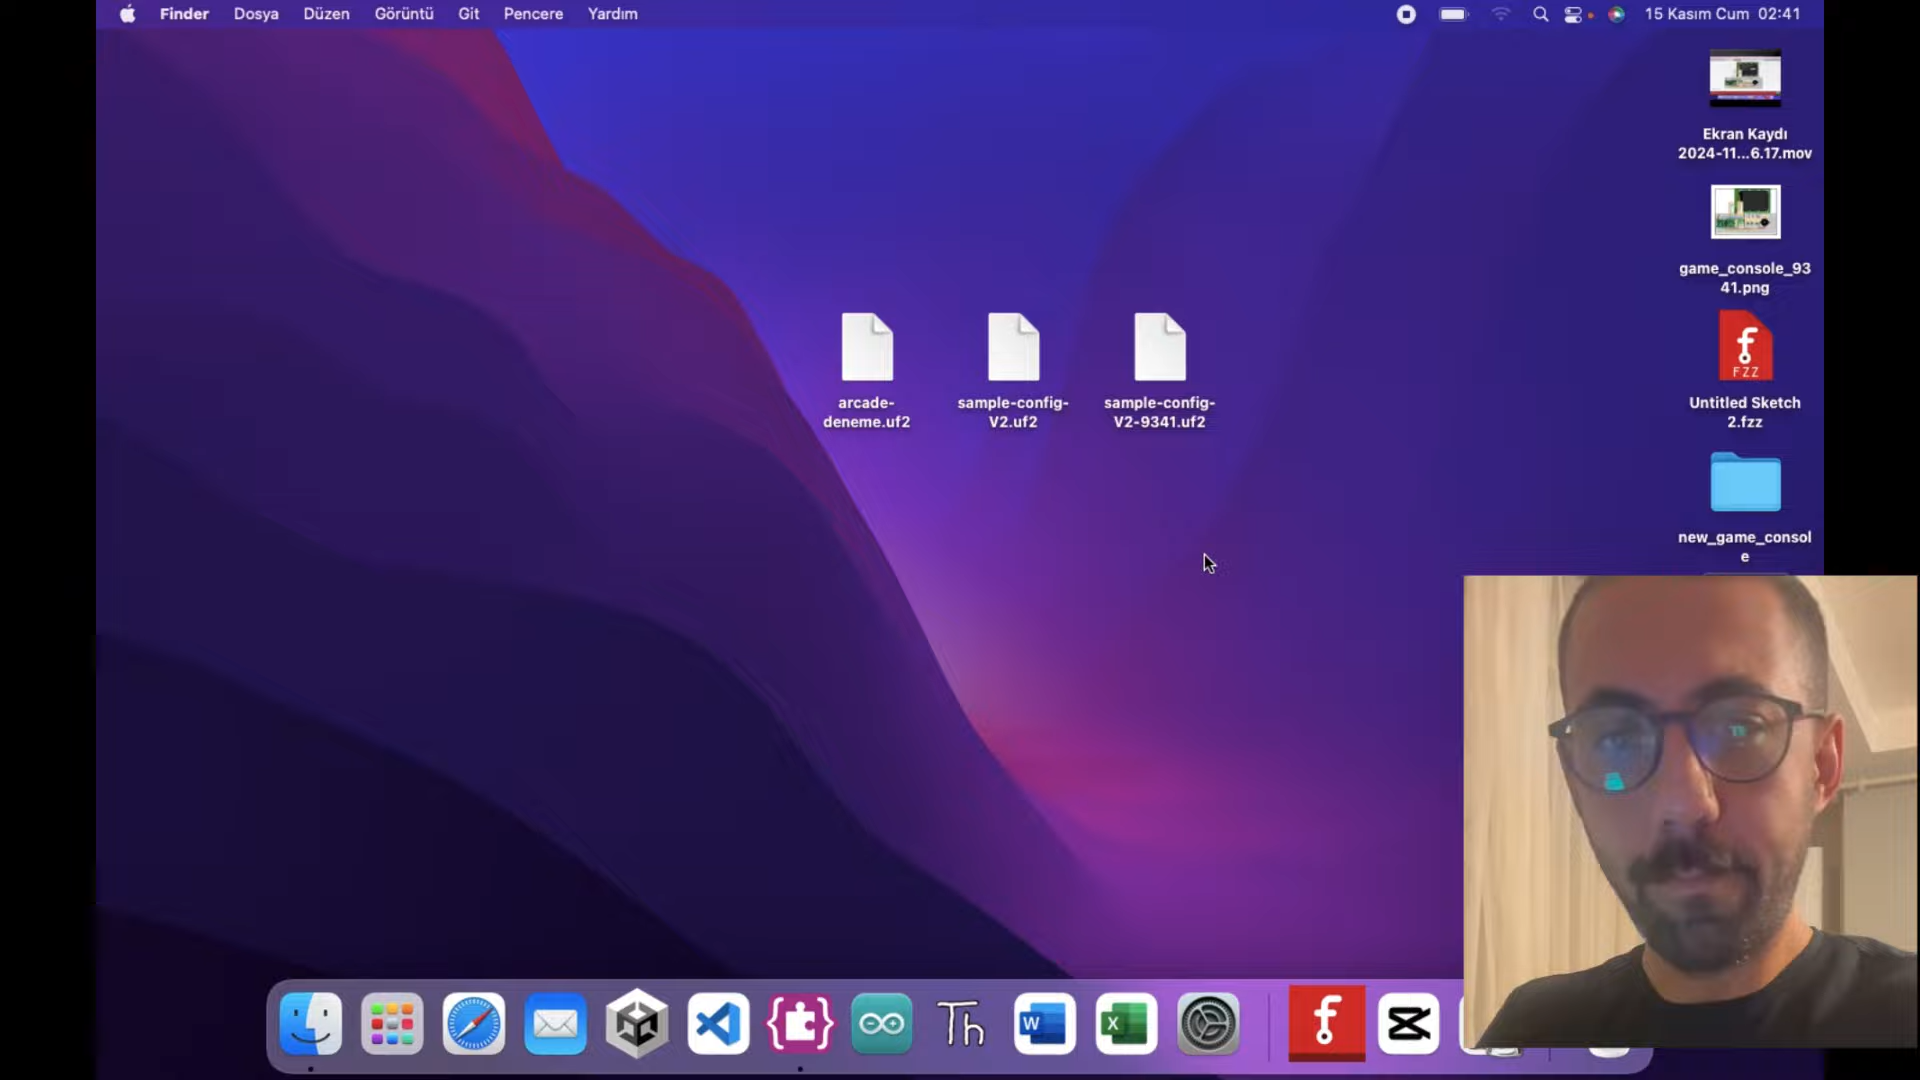 Finder Dosya Düzen Görüntü Git Pencere Yardım 15 Kasım Cum 02:41
Ekran Kaydı
2024-11...6.17.mov
game_console_93
41.png
arcade-
deneme.uf2
sample-config-
V2.uf2
sample-config-
V2-9341.uf2
FZZ
Untitled Sketch
2.fzz
new_game_consol
e
Th
W
X